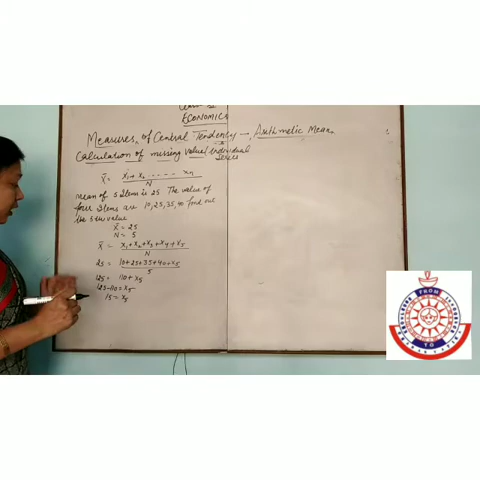 ECONOMICS
Measures of Central Tendency – Arithmetic Mean
Calculation of missing value/Individual
Series
X̄ = X₁+X₂ ...... Xₙ / N
Mean of 5 Items is 25 The value of
four Items are 10, 25, 35, 40 find out
the 5th value
X̄ = 25
N = 5
X̄ = X₁+X₂+X₃+X₄+X₅ / N
25 = 10+25+35+40+X₅ / 5
125 = 110+X₅
125-110=X₅
15=X₅
FROM
TO